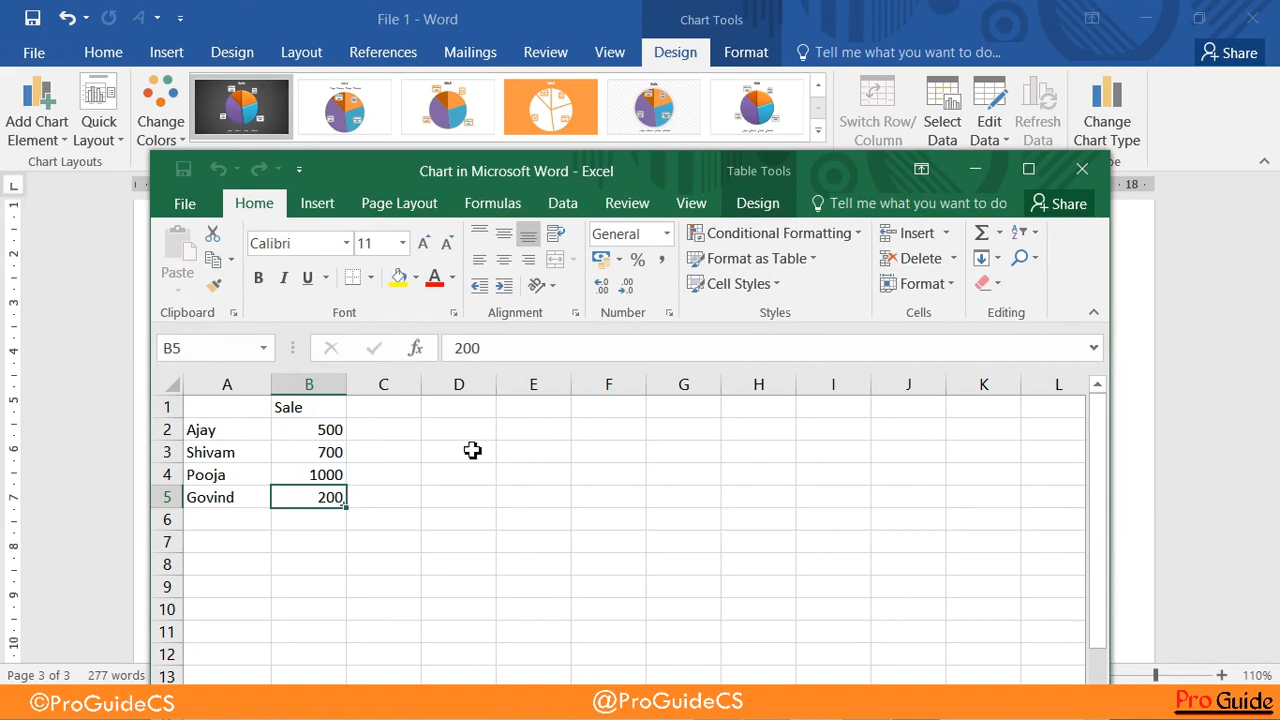 File 1 - Word
Chart Tools
File Home Insert Design Layout References Mailings Review View Design Format Tell me what you want to do... Share
Add Chart Element
Quick Layout
Change Colors
Switch Row/ Column
Select Data
Edit Data
Refresh Data
Change Chart Type
Chart Layouts
Chart in Microsoft Word - Excel
Table Tools
File Home Insert Page Layout Formulas Data Review View Design Tell me what you want to do Share
Paste
Calibri 11
B I U
General
Conditional Formatting
Format as Table
Cell Styles
Insert
Delete
Format
Clipboard Font Alignment Number Styles Cells Editing
B5 fx 200
A B C D E F G H I J K L
1 Sale
2 Ajay 500
3 Shivam 700
4 Pooja 1000
5 Govind 200
6
7
8
9
10
11
12
13
Page 3 of 3 277 words
110%
©ProGuideCS
@ProGuideCS
Pro Guide